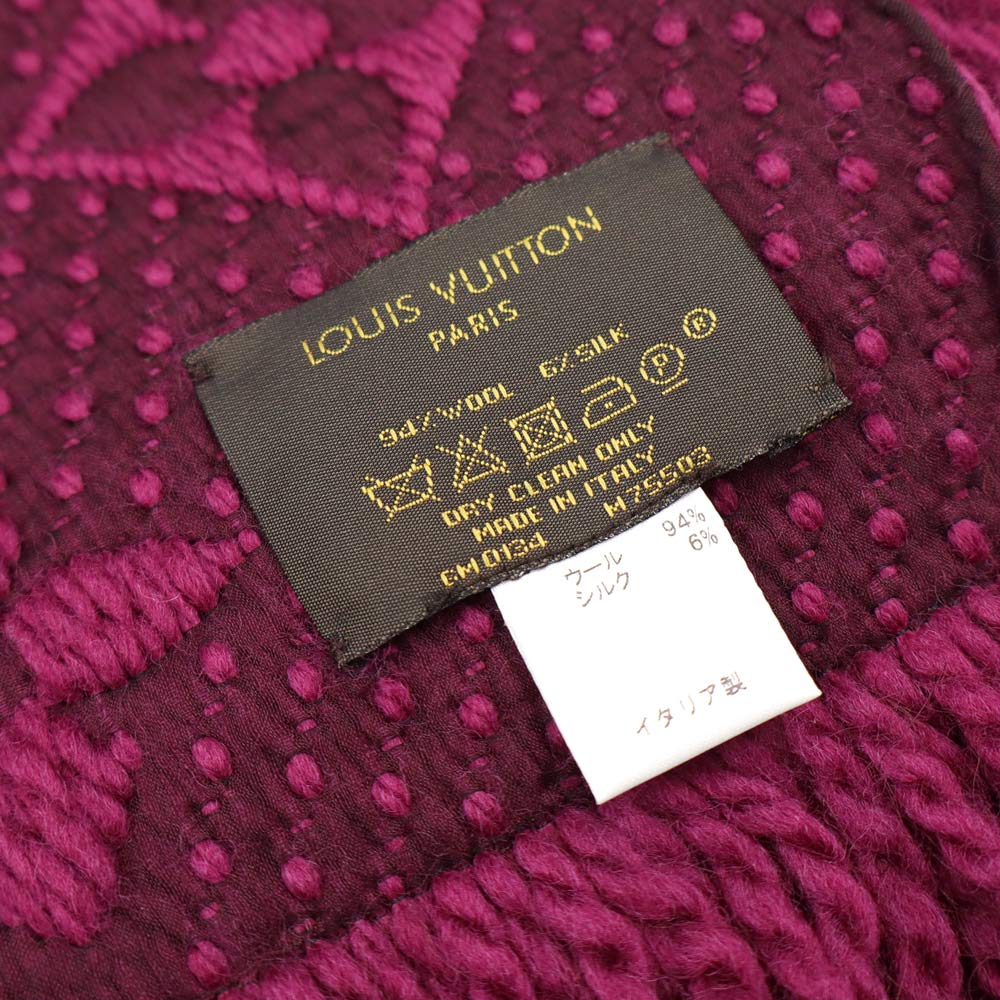 LOUIS VUITTON
PARIS
94%WOOL 6%SILK
P
K
DRY CLEAN ONLY
MADE IN ITALY
M75503
GM0194
ウール 94%
シルク 6%
イタリア製